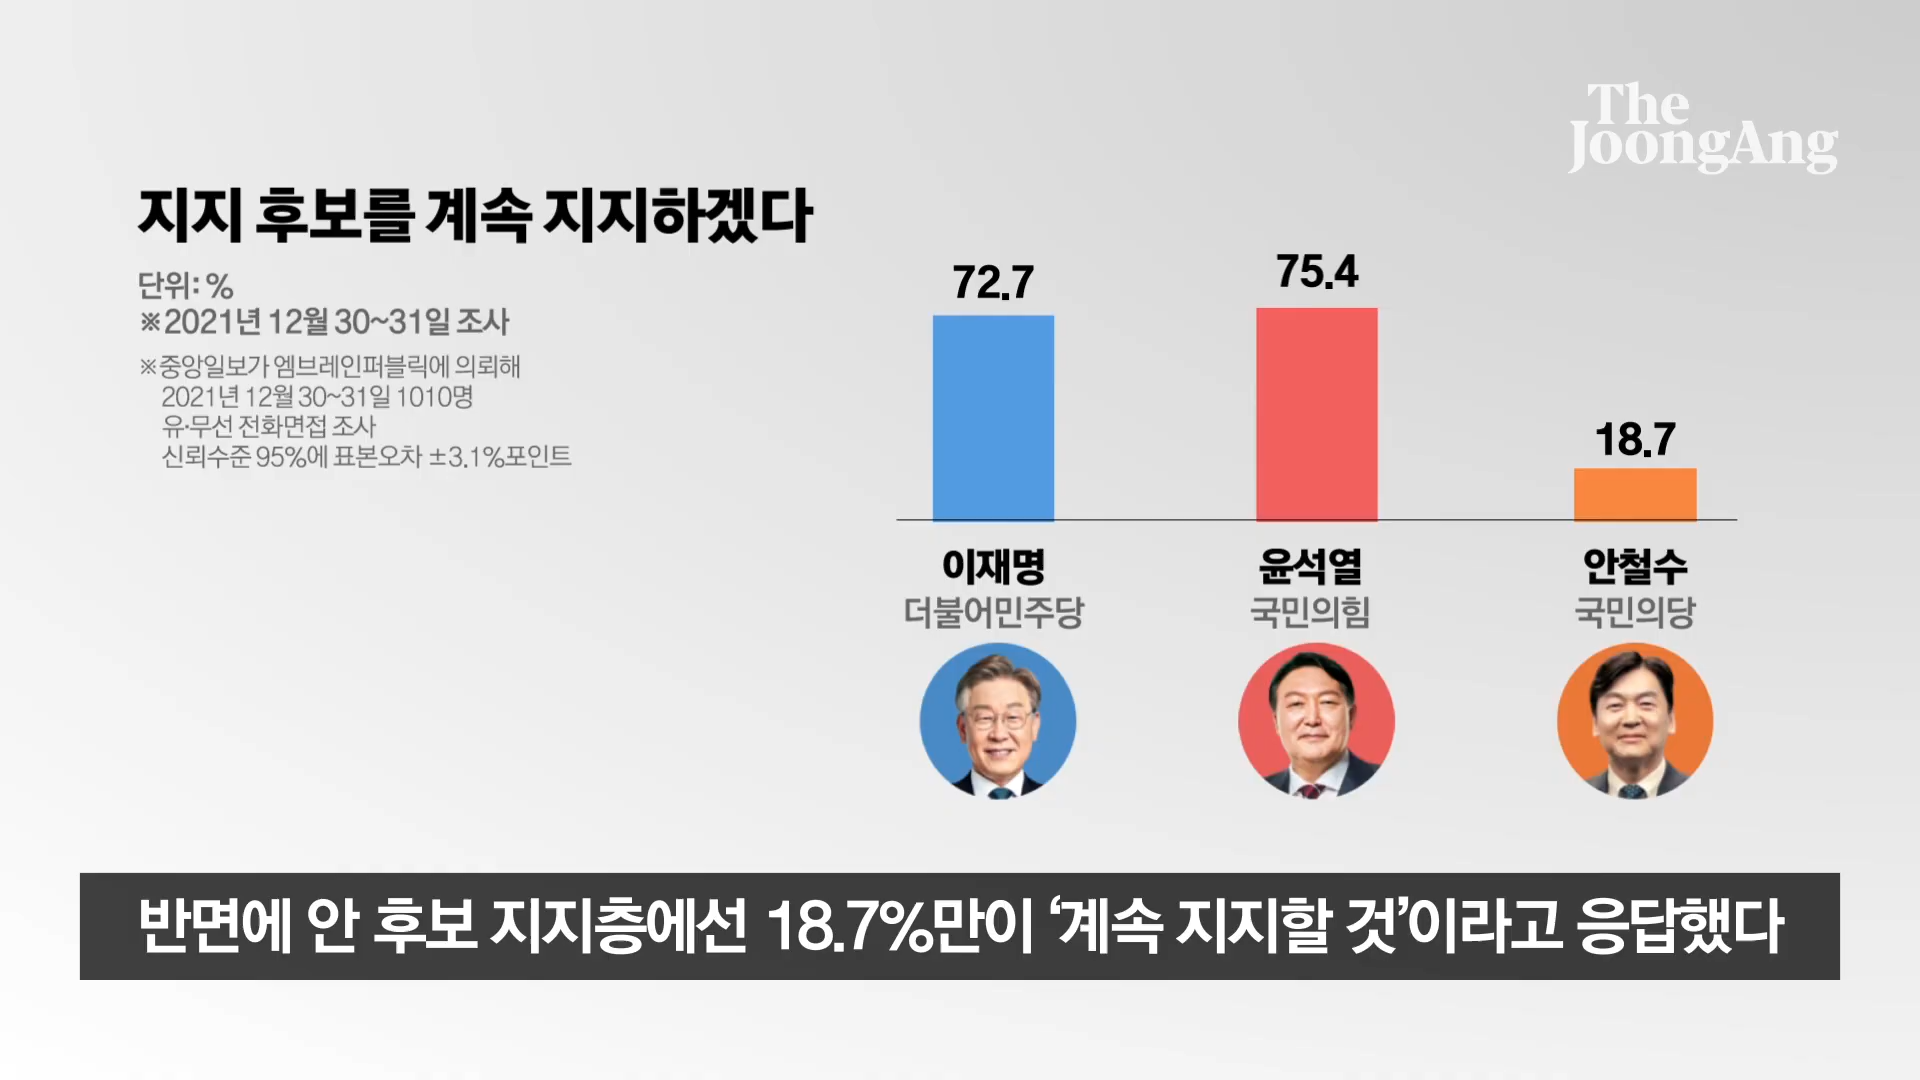 The
JoongAng
지지 후보를 계속 지지하겠다
단위: %
※2021년 12월 30~31일 조사
※중앙일보가 엠브레인퍼블릭에 의뢰해
2021년 12월 30~31일 1010명
유·무선 전화면접 조사
신뢰수준 95%에 표본오차 ±3.1%포인트
72.7
75.4
18.7
이재명
더불어민주당
윤석열
국민의힘
안철수
국민의당
반면에 안 후보 지지층에선 18.7%만이 ‘계속 지지할 것’이라고 응답했다